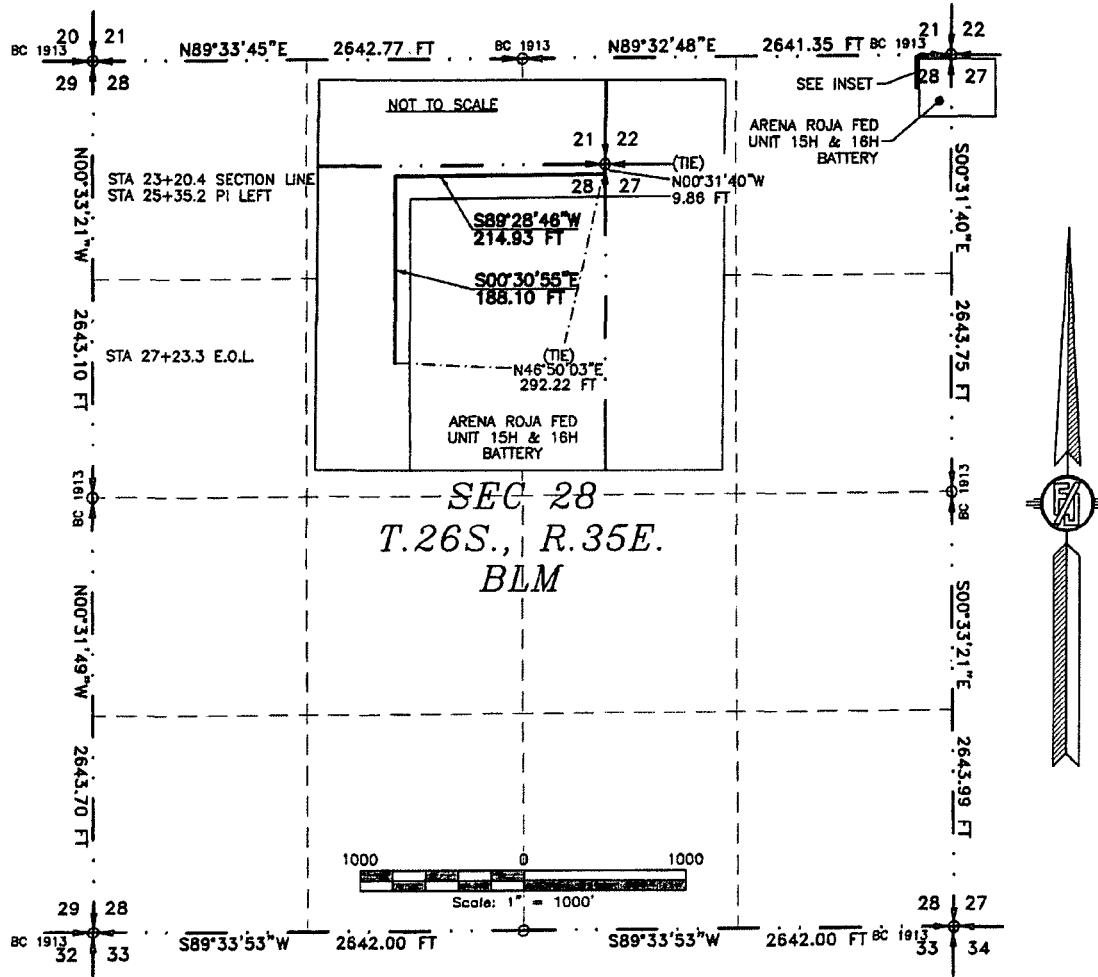 20 21
BC 1913
29 28
N89°33'45"E 2642.77 FT
BC 1913
N89°32'48"E 2641.35 FT
BC 1913
21 22
28 27
SEE INSET
ARENA ROJA FED
UNIT 15H & 16H
BATTERY
NOT TO SCALE
21 22
28 27
(TIE)
N00°31'40"W
9.86 FT
STA 23+20.4 SECTION LINE
STA 25+35.2 PI LEFT
S89°28'46"W
214.93 FT
S00°30'55"E
188.10 FT
STA 27+23.3 E.O.L.
(TIE)
N46°50'03"E
292.22 FT
ARENA ROJA FED
UNIT 15H & 16H
BATTERY
N00°33'21"W
2643.10 FT
S00°31'40"E
2643.75 FT
BC 1913
BC 1913
SEC 28
T.26S., R.35E.
BLM
N00°31'49"W
2643.70 FT
S00°33'21"E
2643.99 FT
1000 0 1000
Scale: 1" = 1000'
29 28
BC 1913
32 33
S89°33'53"W 2642.00 FT
S89°33'53"W 2642.00 FT
BC 1913
28 27
33 34